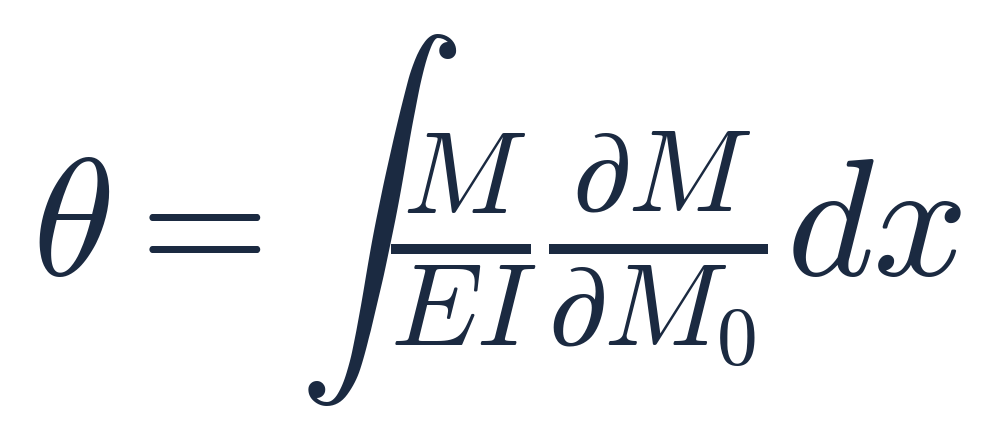 θ = ∫ M/EI ∂M/∂M₀ dx